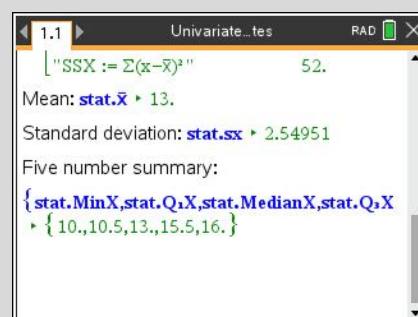 1.1 Univariate…tes RAD
"SSX := Σ(x−x̄)²" 52.
Mean: stat.x̄ ▸ 13.
Standard deviation: stat.sx ▸ 2.54951
Five number summary:
{stat.MinX,stat.Q₁X,stat.MedianX,stat.Q₃X
▸ {10.,10.5,13.,15.5,16.}